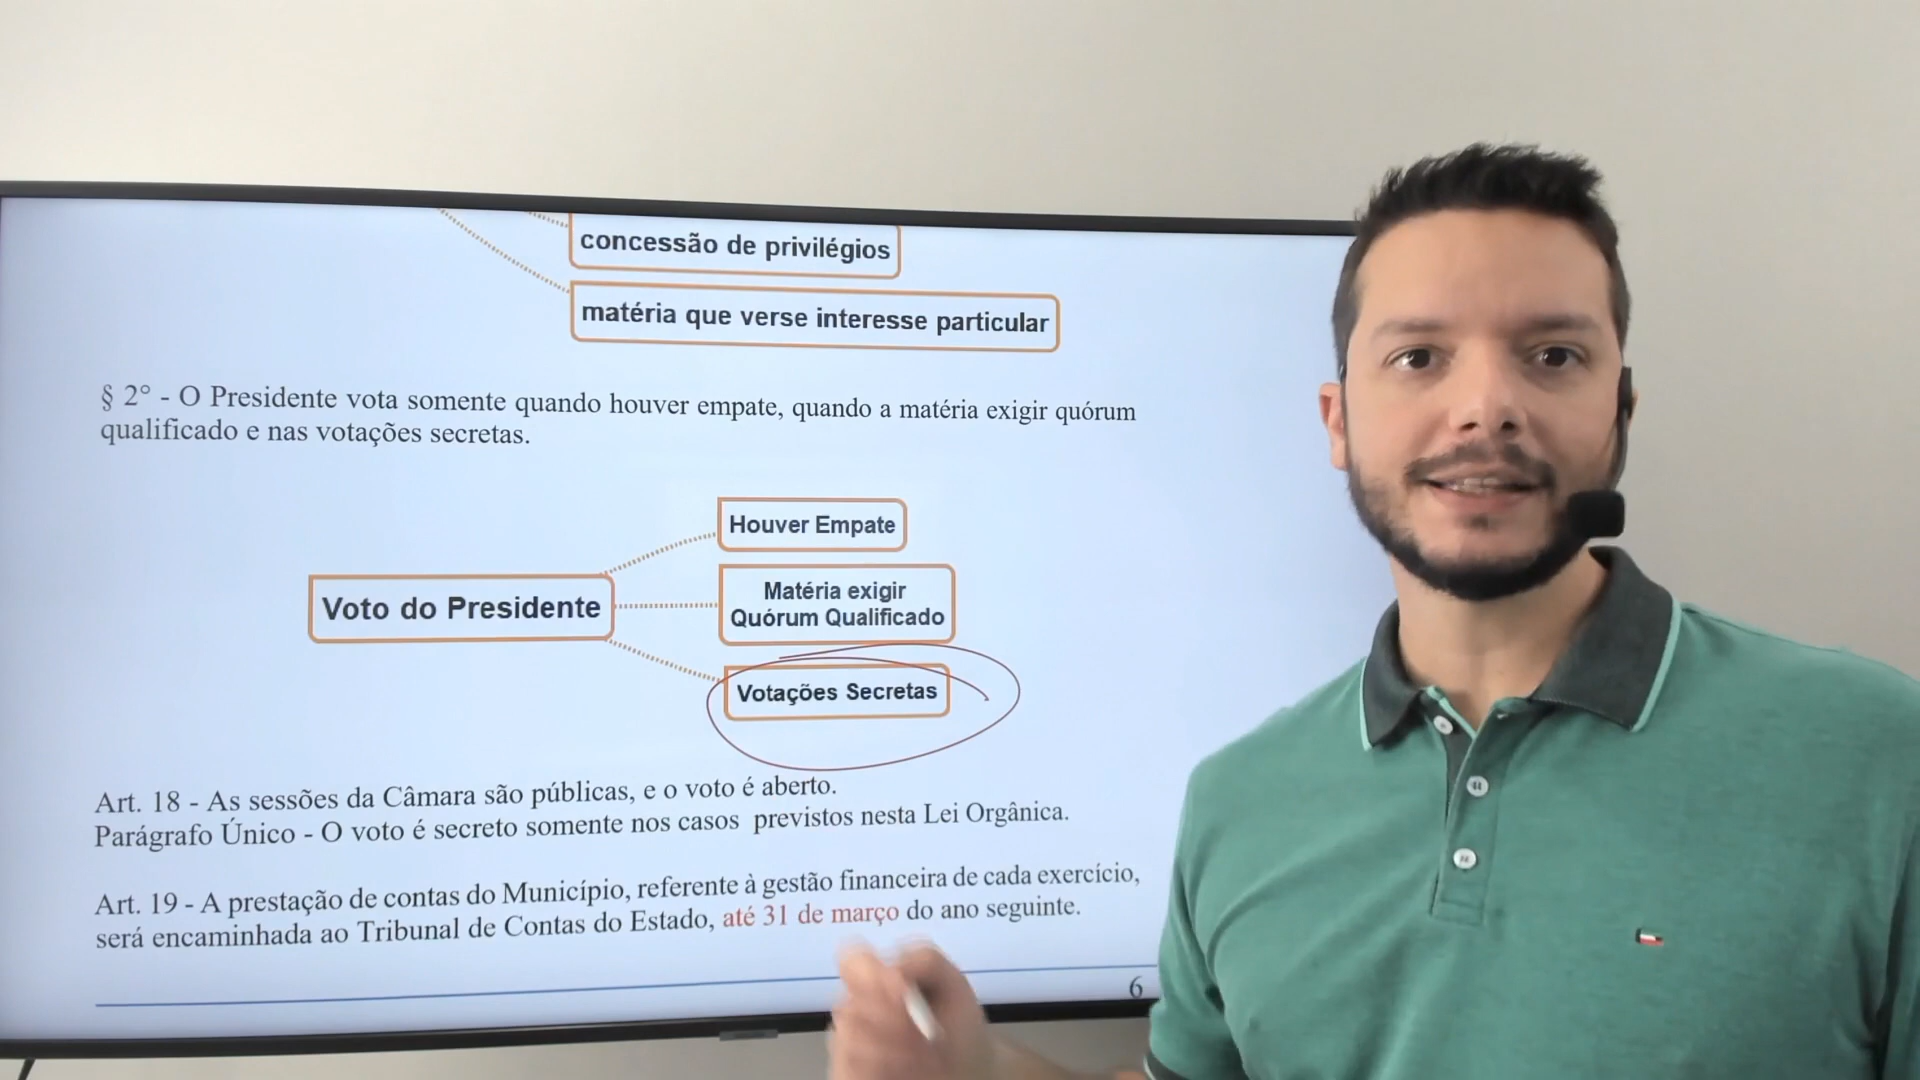 concessão de privilégios
matéria que verse interesse particular
§ 2° - O Presidente vota somente quando houver empate, quando a matéria exigir quórum
qualificado e nas votações secretas.
Houver Empate
Matéria exigir
Quórum Qualificado
Voto do Presidente
Votações Secretas
Art. 18 - As sessões da Câmara são públicas, e o voto é aberto.
Parágrafo Único - O voto é secreto somente nos casos previstos nesta Lei Orgânica.
Art. 19 - A prestação de contas do Município, referente à gestão financeira de cada exercício,
será encaminhada ao Tribunal de Contas do Estado, até 31 de março do ano seguinte.
6